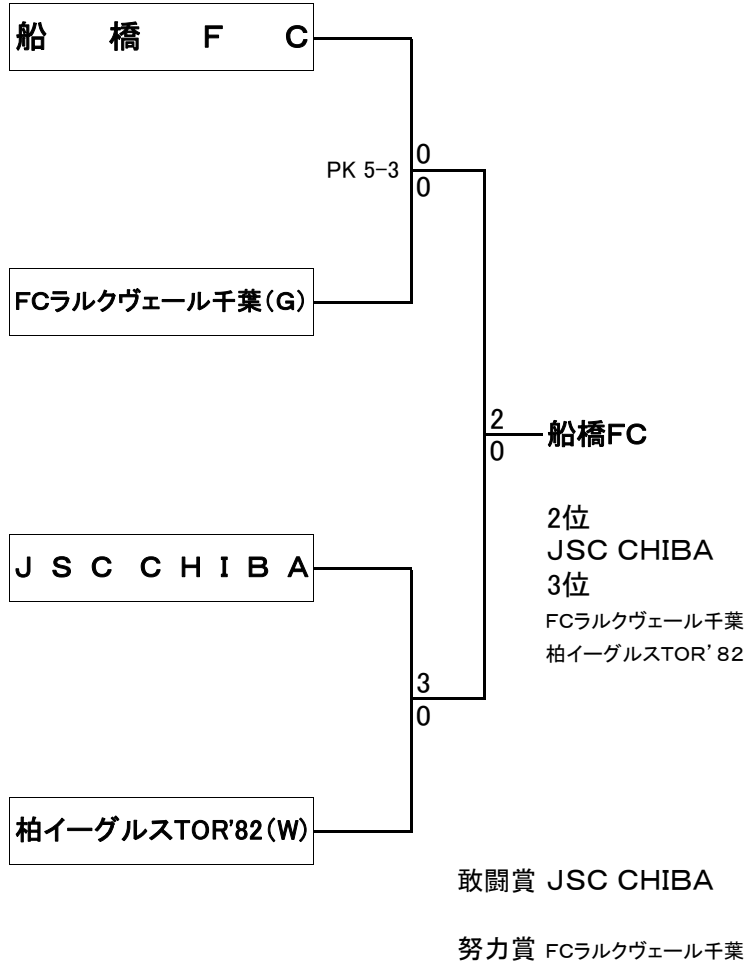 船橋FC
0
PK 5-3
0
FCラルクヴェール千葉(G)
2
船橋FC
0
2位
JSC CHIBA
JSC CHIBA
3位
FCラルクヴェール千葉
柏イーグルスTOR'82
3
0
柏イーグルスTOR'82(W)
敢闘賞 JSC CHIBA
努力賞 FCラルクヴェール千葉